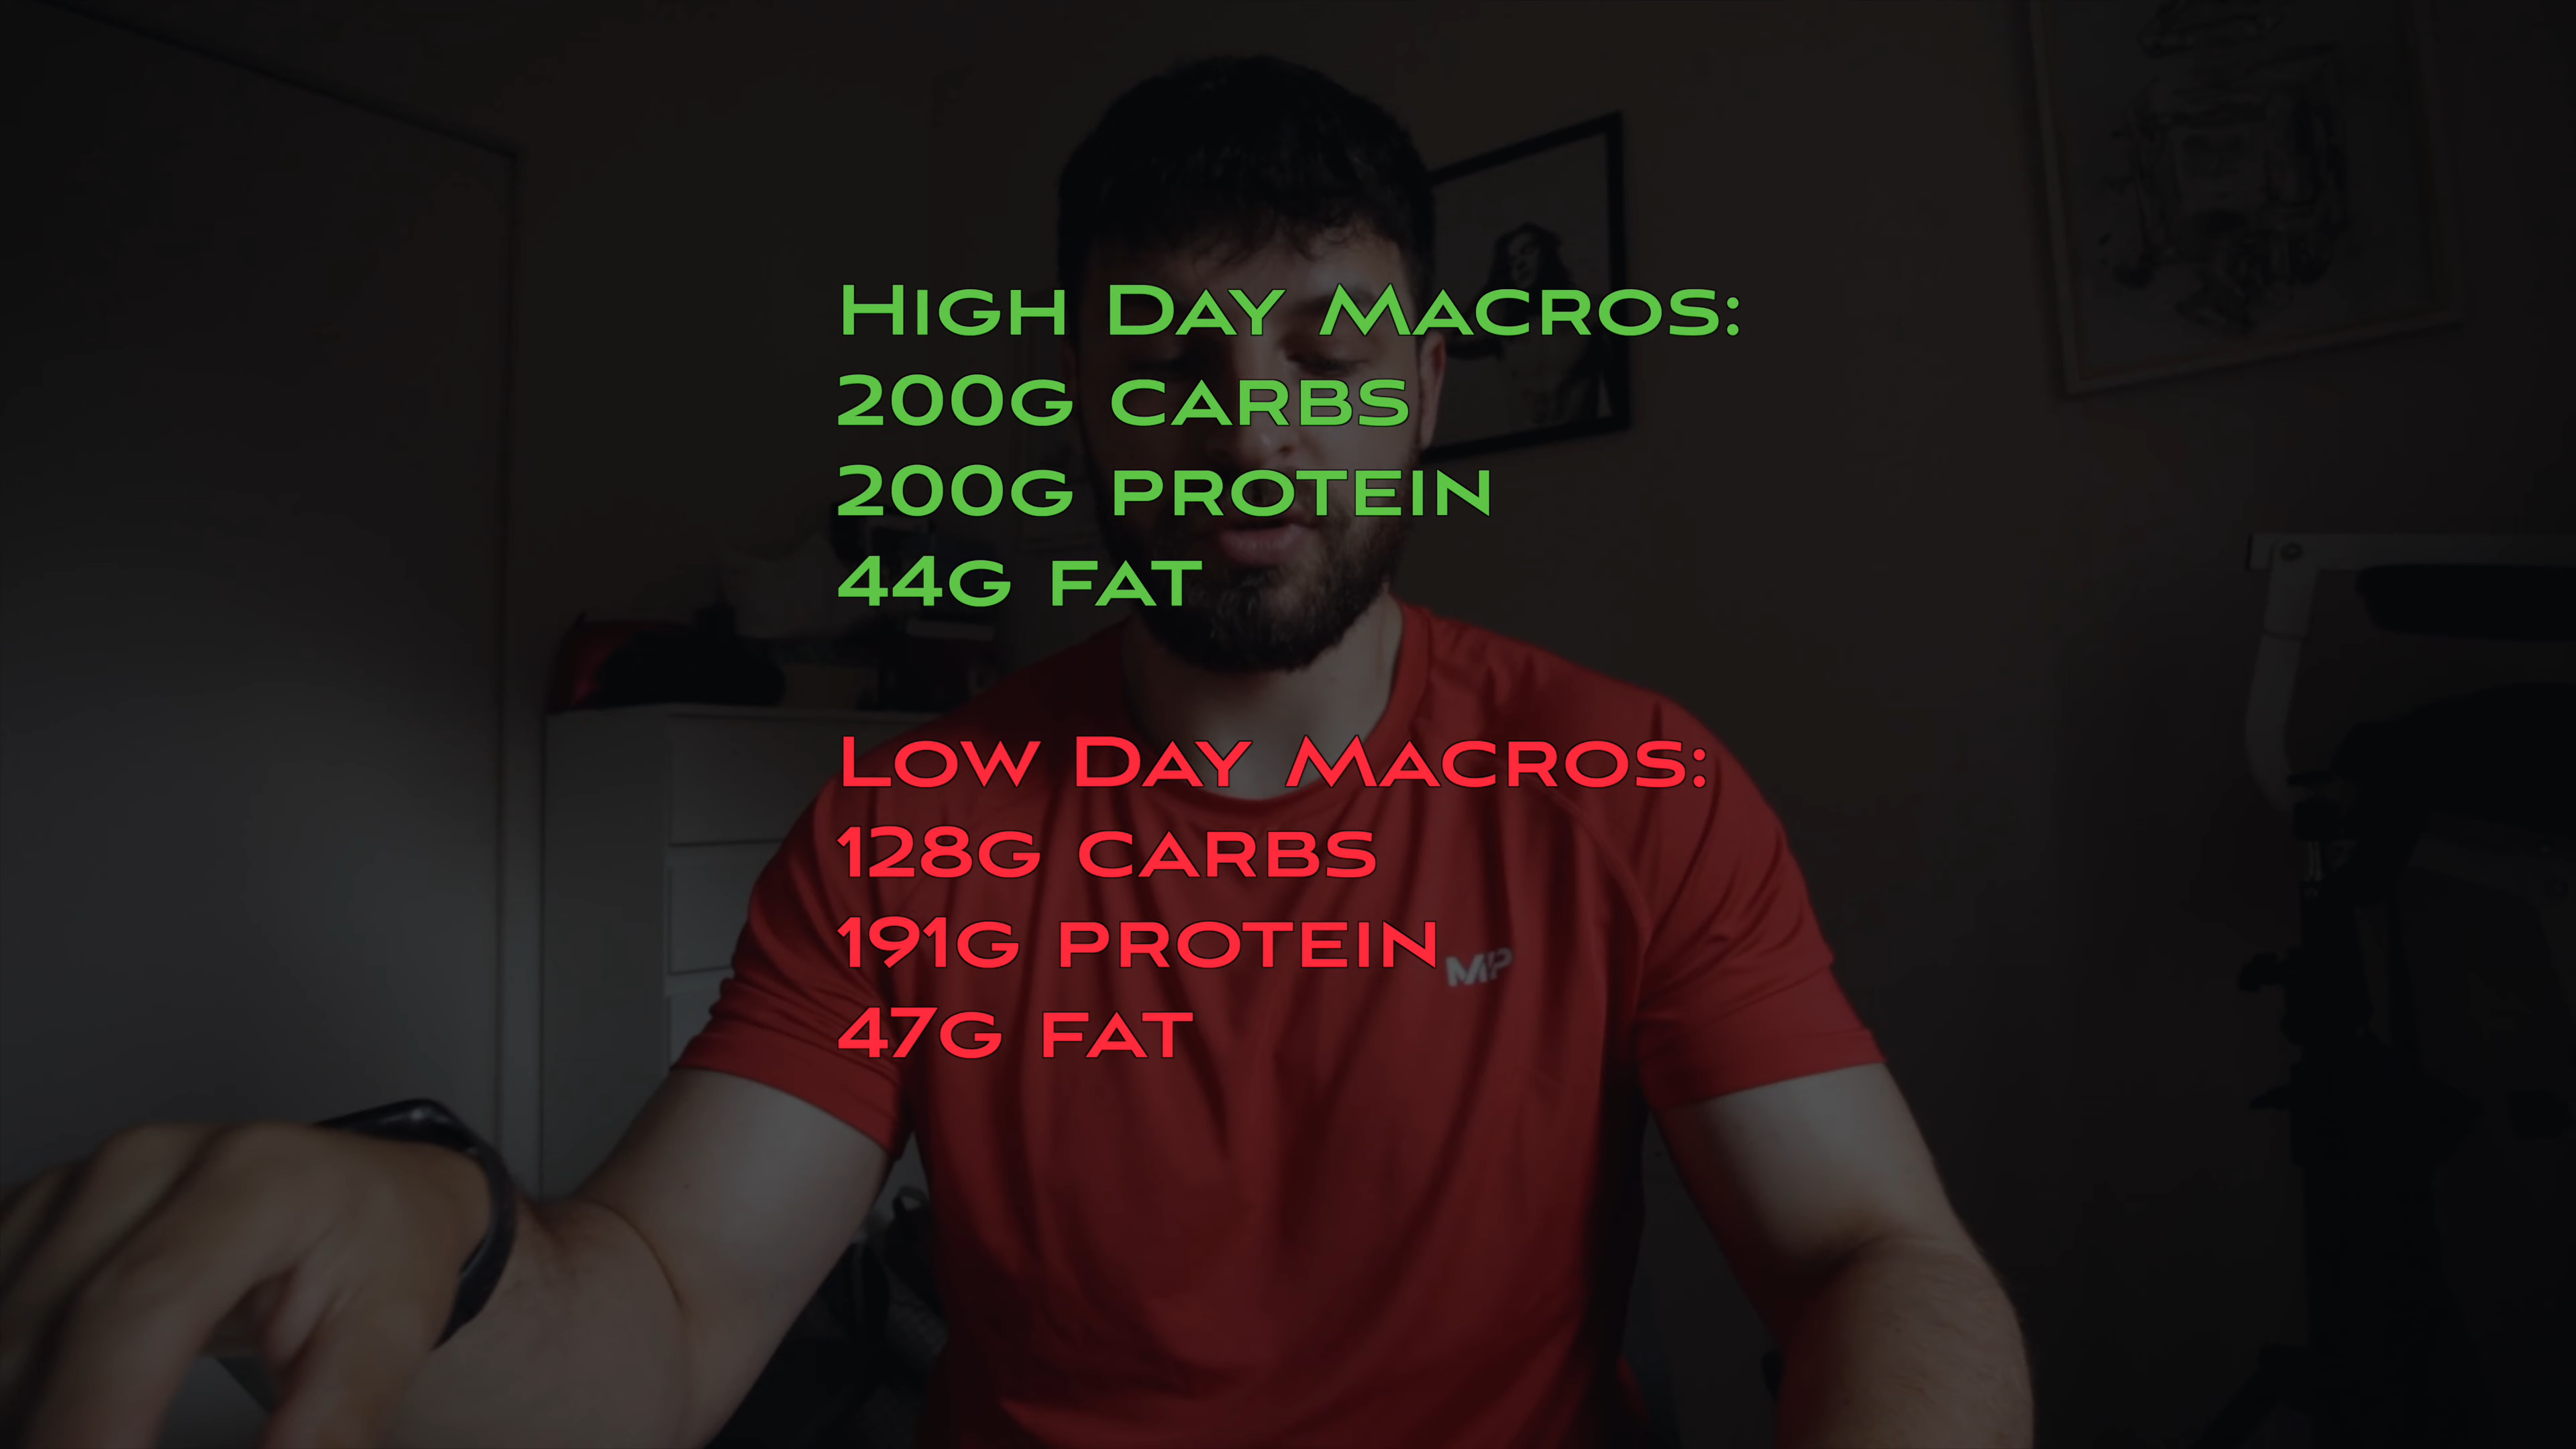 High Day Macros:
200g carbs
200g protein
44g fat
Low Day Macros:
128g carbs
191g protein
47g fat
MP